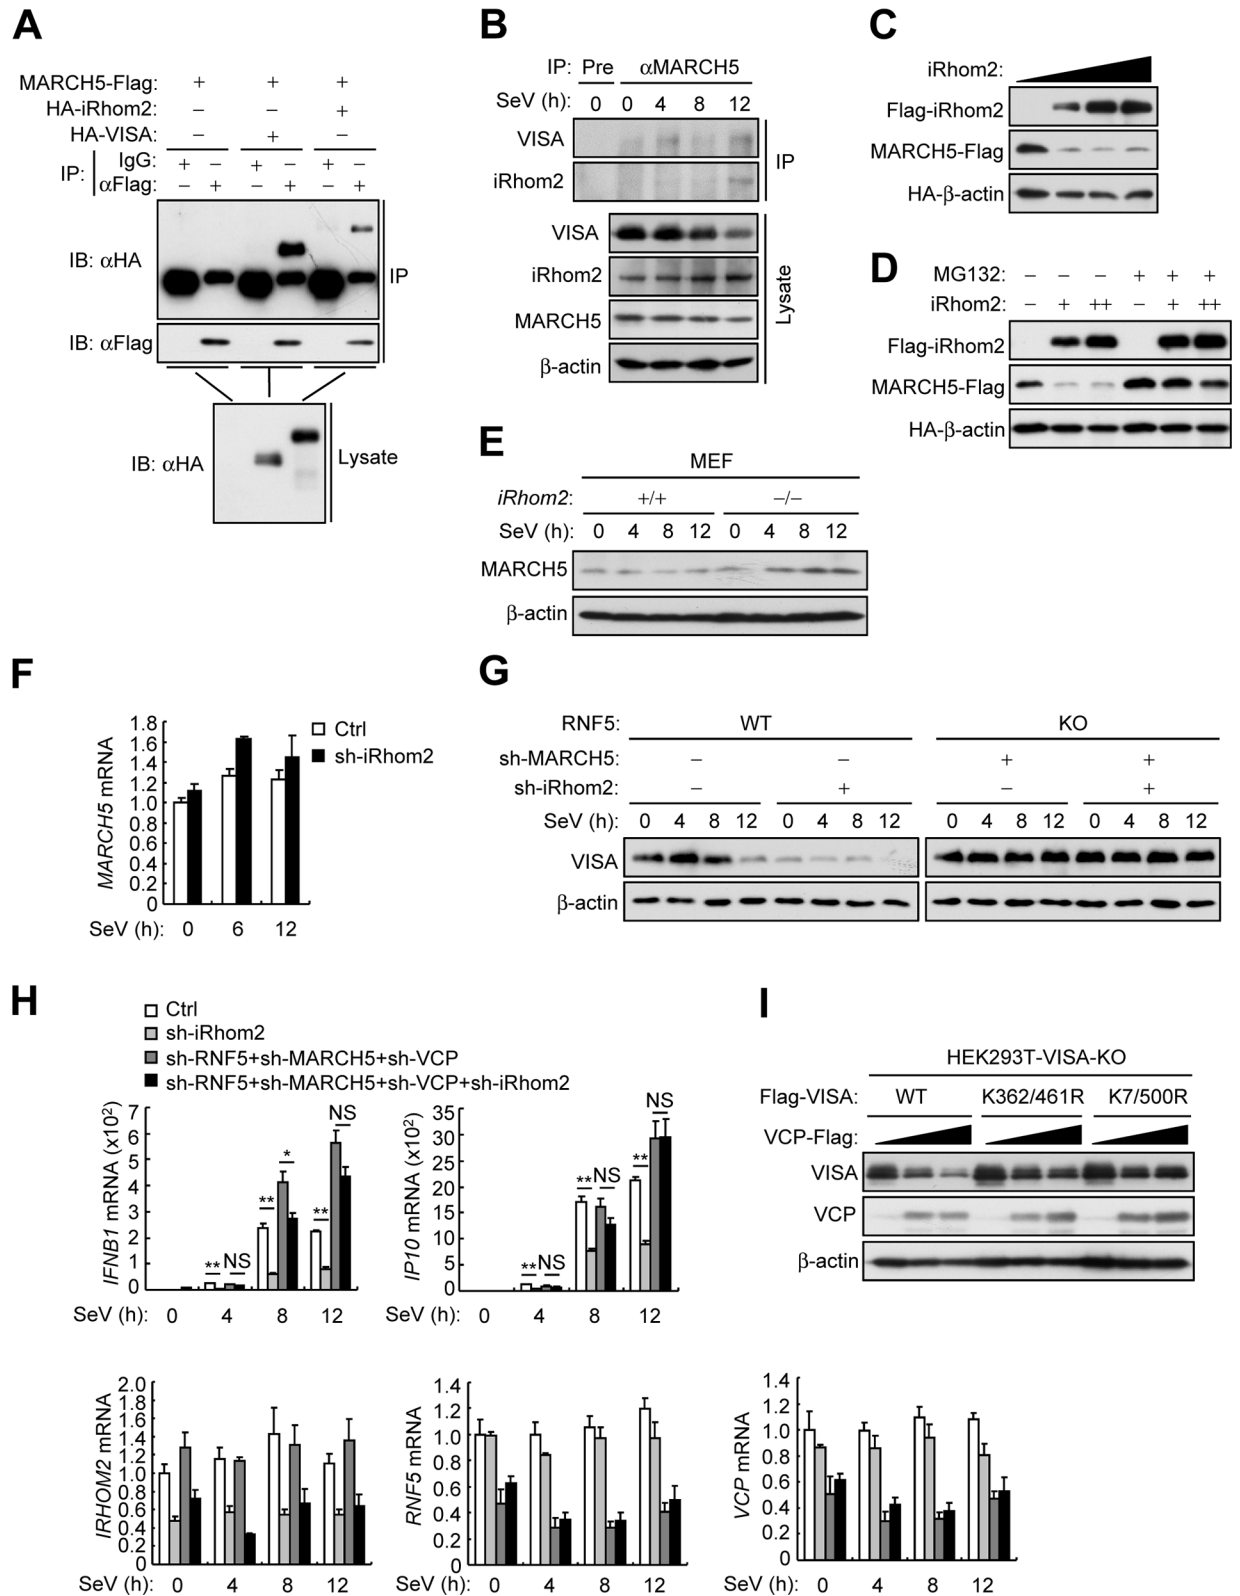 A
MARCH5-Flag: + + +
HA-iRhom2: – – +
HA-VISA: – + –
IP: IgG: + – + – + –
αFlag: – + – + – +
IB: αHA
IP
IB: αFlag
IB: αHA
Lysate
B
IP: Pre αMARCH5
SeV (h): 0 0 4 8 12
VISA
iRhom2
IP
VISA
iRhom2
MARCH5
β-actin
Lysate
C
iRhom2:
Flag-iRhom2
MARCH5-Flag
HA-β-actin
D
MG132: – – – + + +
iRhom2: – + ++ – + ++
Flag-iRhom2
MARCH5-Flag
HA-β-actin
E
MEF
iRhom2: +/+ –/–
SeV (h): 0 4 8 12 0 4 8 12
MARCH5
β-actin
F
MARCH5 mRNA
1.8
1.6
1.4
1.2
1.0
0.8
0.6
0.4
0.2
0
Ctrl
sh-iRhom2
SeV (h): 0 6 12
G
RNF5: WT KO
sh-MARCH5: – – + +
sh-iRhom2: – + – +
SeV (h): 0 4 8 12 0 4 8 12 0 4 8 12 0 4 8 12
VISA
β-actin
H
Ctrl
sh-iRhom2
sh-RNF5+sh-MARCH5+sh-VCP
sh-RNF5+sh-MARCH5+sh-VCP+sh-iRhom2
IFNB1 mRNA (x10²)
7
6
5
4
3
2
1
0
** NS
** *
** NS
SeV (h): 0 4 8 12
IP10 mRNA (x10²)
35
30
25
20
15
10
5
0
** NS
** NS
** NS
SeV (h): 0 4 8 12
IRHOM2 mRNA
2.0
1.8
1.6
1.4
1.2
1.0
0.8
0.6
0.4
0.2
0
SeV (h): 0 4 8 12
RNF5 mRNA
1.4
1.2
1.0
0.8
0.6
0.4
0.2
0
SeV (h): 0 4 8 12
VCP mRNA
1.4
1.2
1.0
0.8
0.6
0.4
0.2
0
SeV (h): 0 4 8 12
I
HEK293T-VISA-KO
Flag-VISA: WT K362/461R K7/500R
VCP-Flag:
VISA
VCP
β-actin